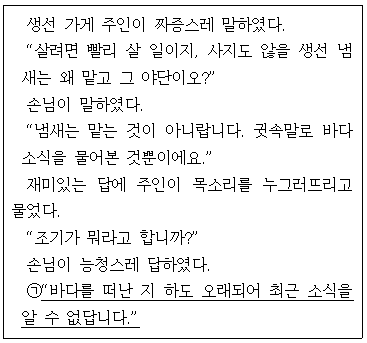 생선 가게 주인이 짜증스레 말하였다.
“살려면 빨리 살 일이지, 사지도 않을 생선 냄
새는 왜 맡고 그 야단이오?”
손님이 말하였다.
“냄새는 맡는 것이 아니랍니다. 귓속말로 바다
소식을 물어본 것뿐이에요.”
재미있는 답에 주인이 목소리를 누그러뜨리고
물었다.
“조기가 뭐라고 합니까?”
손님이 능청스레 답하였다.
㉠“바다를 떠난 지 하도 오래되어 최근 소식을
알 수 없답니다.”